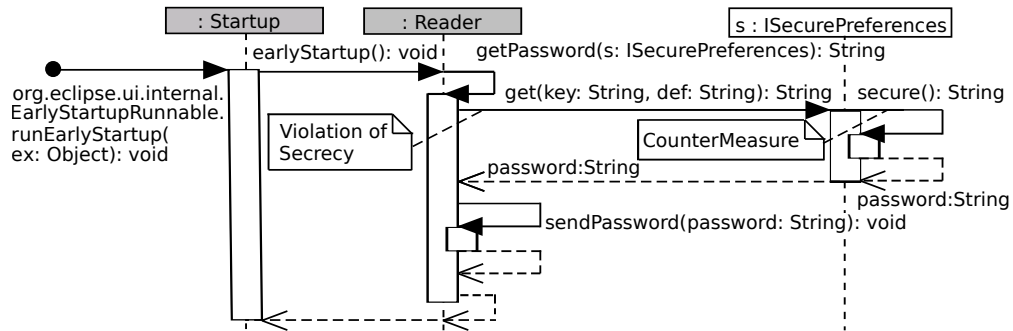 : Startup
: Reader
s : ISecurePreferences
earlyStartup(): void
getPassword(s: ISecurePreferences): String
org.eclipse.ui.internal.
EarlyStartupRunnable.
runEarlyStartup(
ex: Object): void
get(key: String, def: String): String
secure(): String
Violation of
Secrecy
CounterMeasure
password:String
password:String
sendPassword(password: String): void